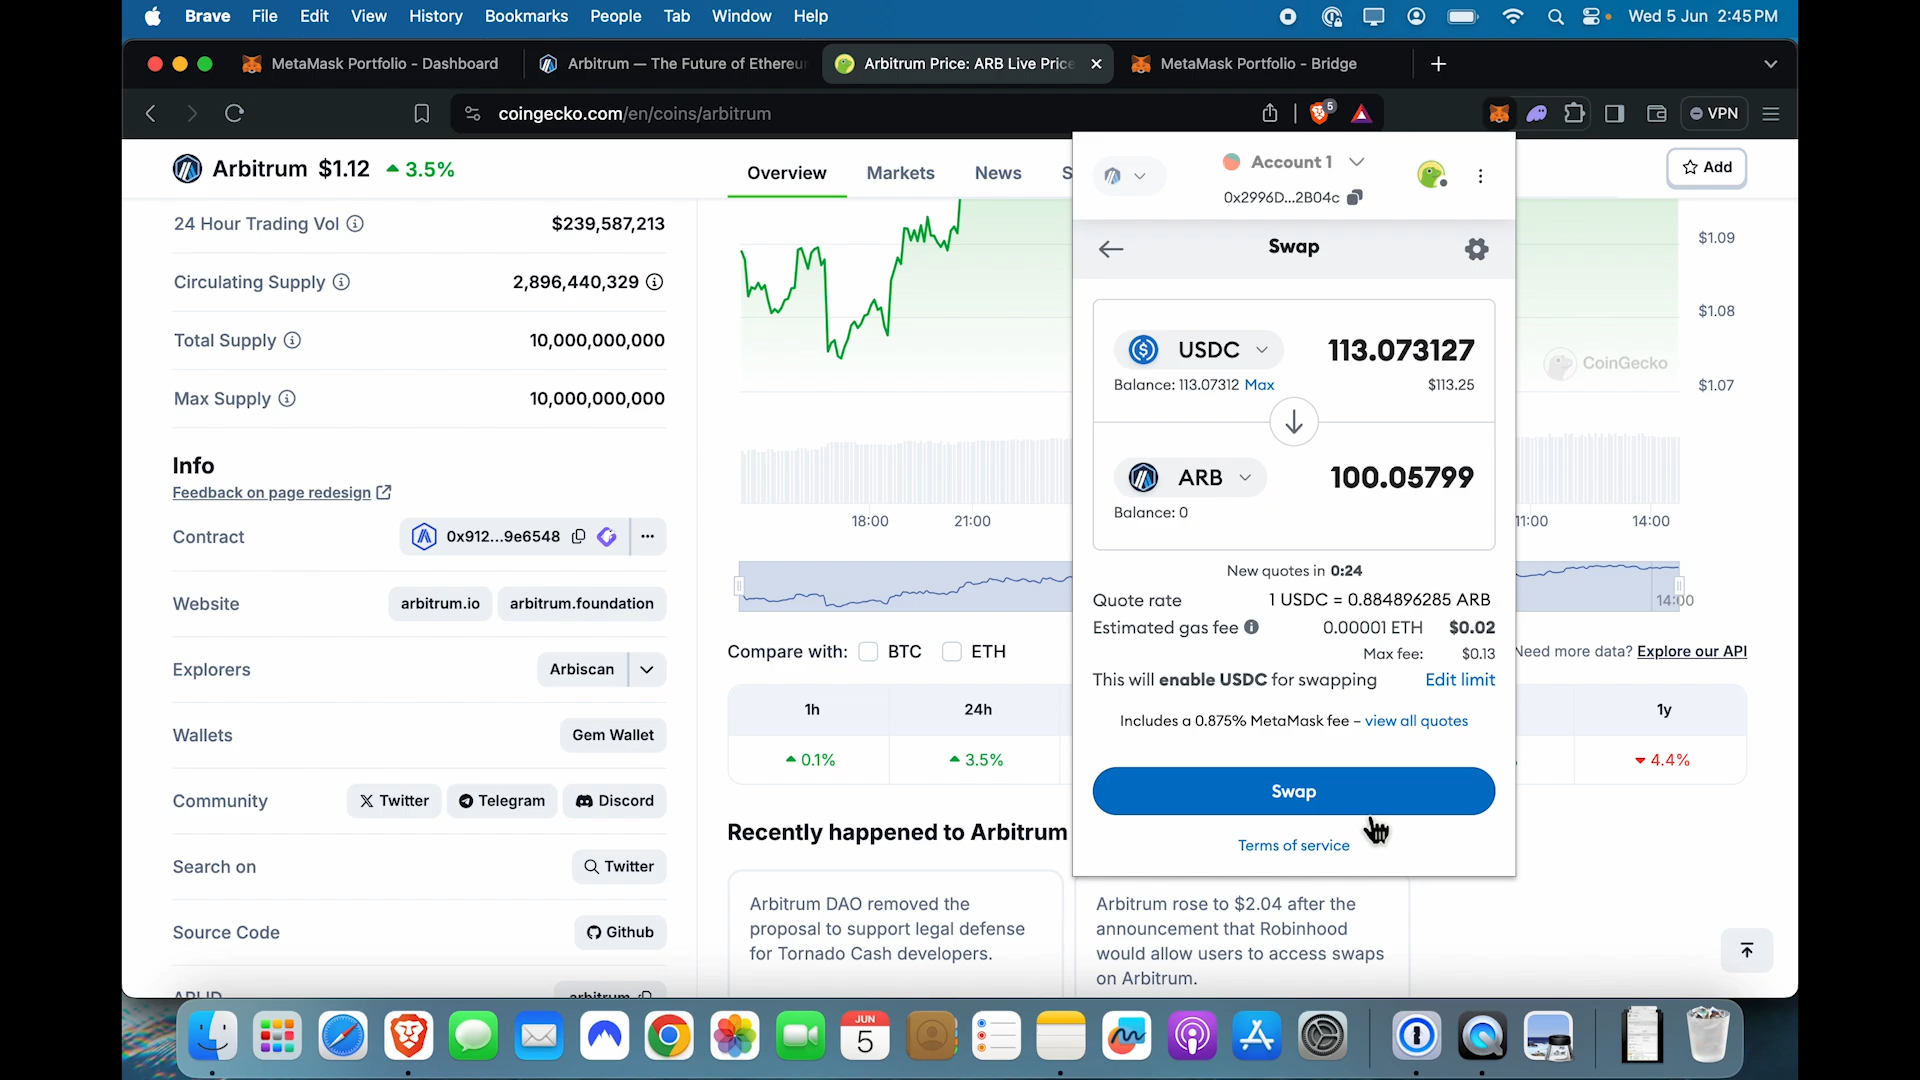 Brave File Edit View History Bookmarks People Tab Window Help Wed 5 Jun 2:45 PM
MetaMask Portfolio - Dashboard Arbitrum — The Future of Ethereu Arbitrum Price: ARB Live Price MetaMask Portfolio - Bridge
coingecko.com/en/coins/arbitrum 5 VPN
Arbitrum $1.12 3.5%
Overview Markets News S
Add
24 Hour Trading Vol $239,587,213
Circulating Supply 2,896,440,329
Total Supply 10,000,000,000
Max Supply 10,000,000,000
Info
Feedback on page redesign
Contract 0x912...9e6548
Website arbitrum.io arbitrum.foundation
Explorers Arbiscan
Wallets Gem Wallet
Community Twitter Telegram Discord
Search on Twitter
Source Code Github
API ID arbitrum
$1.09
$1.08
CoinGecko
$1.07
18:00 21:00 11:00 14:00
14:00
Compare with: BTC ETH
Need more data? Explore our API
1h 24h 1y
0.1% 3.5% 4.4%
Recently happened to Arbitrum
Arbitrum DAO removed the
proposal to support legal defense
for Tornado Cash developers.
Arbitrum rose to $2.04 after the
announcement that Robinhood
would allow users to access swaps
on Arbitrum.
Account 1
0x2996D...2B04c
Swap
USDC 113.073127
Balance: 113.07312 Max $113.25
ARB 100.05799
Balance: 0
New quotes in 0:24
Quote rate 1 USDC = 0.884896285 ARB
Estimated gas fee 0.00001 ETH $0.02
Max fee: $0.13
This will enable USDC for swapping Edit limit
Includes a 0.875% MetaMask fee – view all quotes
Swap
Terms of service
JUN
5